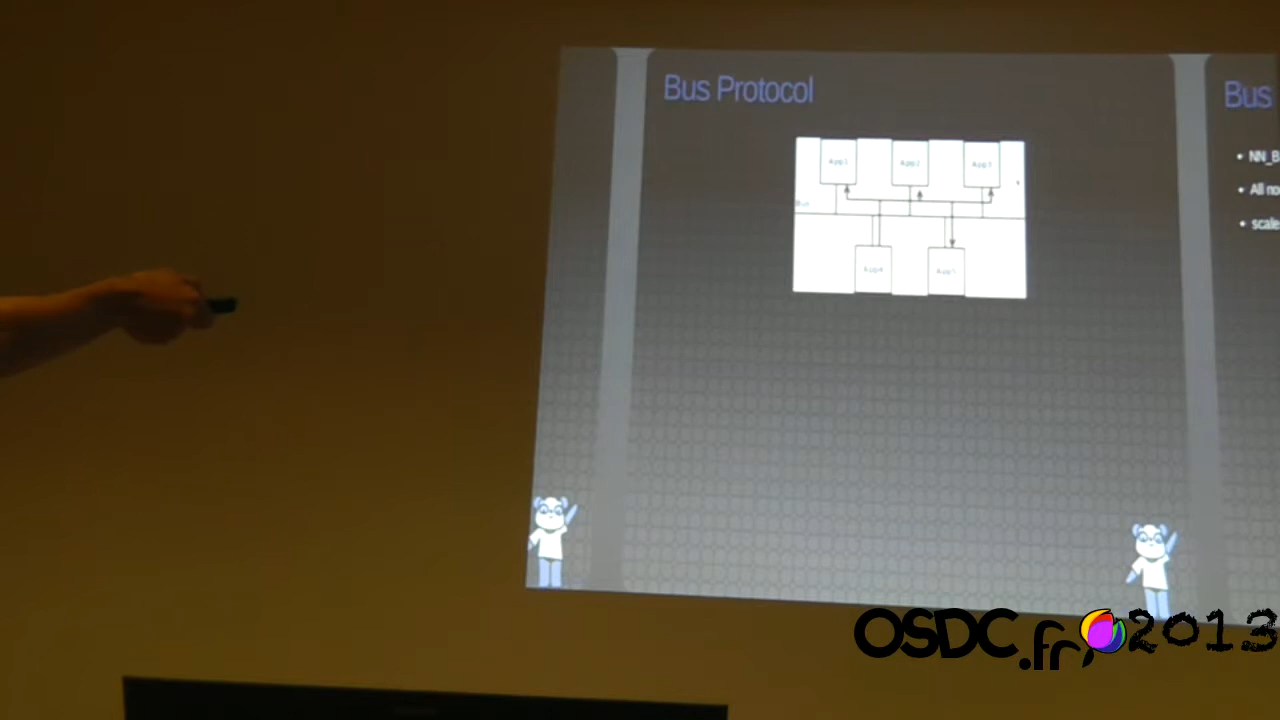 Bus Protocol
App1
App2
App3
Bus
App4
App5
Bus
• NN_B
• All no
• scale
OSDC.fr 2013